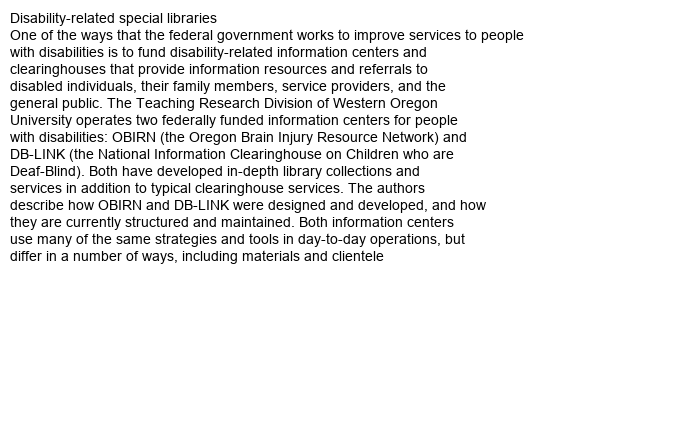 Disability-related special libraries
One of the ways that the federal government works to improve services to people
with disabilities is to fund disability-related information centers and
clearinghouses that provide information resources and referrals to
disabled individuals, their family members, service providers, and the
general public. The Teaching Research Division of Western Oregon
University operates two federally funded information centers for people
with disabilities: OBIRN (the Oregon Brain Injury Resource Network) and
DB-LINK (the National Information Clearinghouse on Children who are
Deaf-Blind). Both have developed in-depth library collections and
services in addition to typical clearinghouse services. The authors
describe how OBIRN and DB-LINK were designed and developed, and how
they are currently structured and maintained. Both information centers
use many of the same strategies and tools in day-to-day operations, but
differ in a number of ways, including materials and clientele